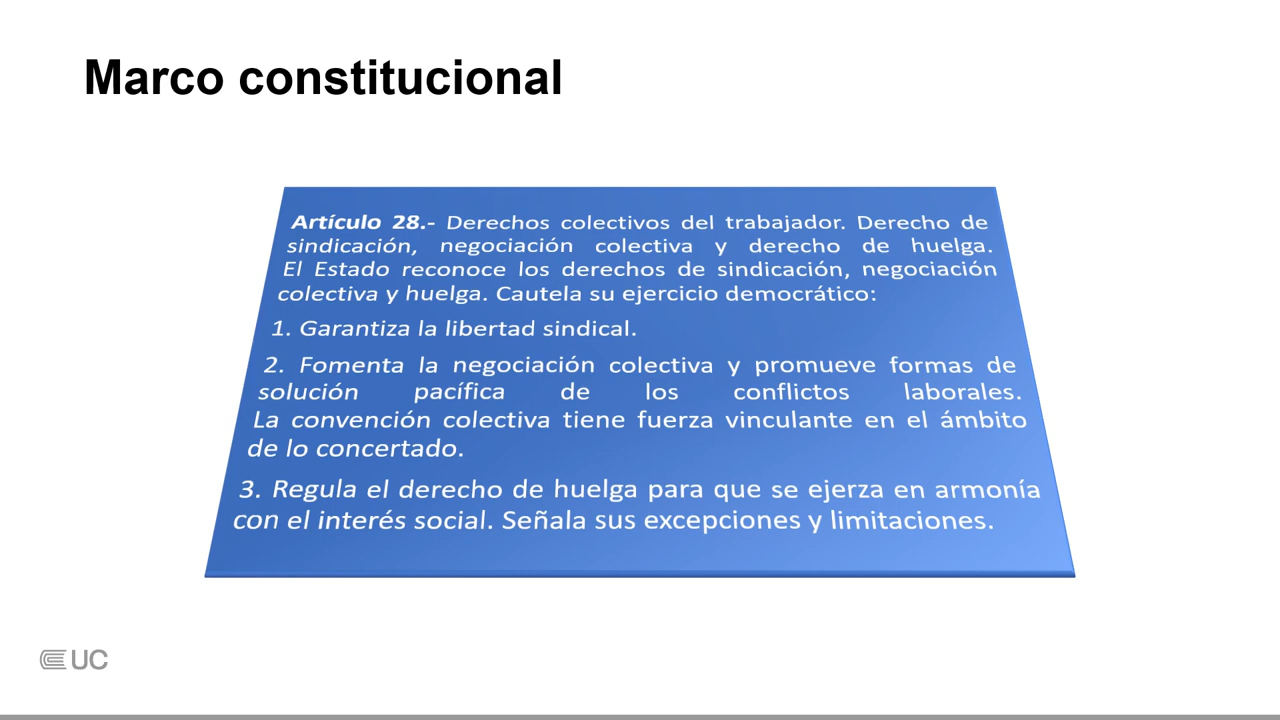 Marco constitucional
Artículo 28.- Derechos colectivos del trabajador. Derecho de
sindicación, negociación colectiva y derecho de huelga.
El Estado reconoce los derechos de sindicación, negociación
colectiva y huelga. Cautela su ejercicio democrático:
1. Garantiza la libertad sindical.
2. Fomenta la negociación colectiva y promueve formas de
solución pacífica de los conflictos laborales.
La convención colectiva tiene fuerza vinculante en el ámbito
de lo concertado.
3. Regula el derecho de huelga para que se ejerza en armonía
con el interés social. Señala sus excepciones y limitaciones.
UC